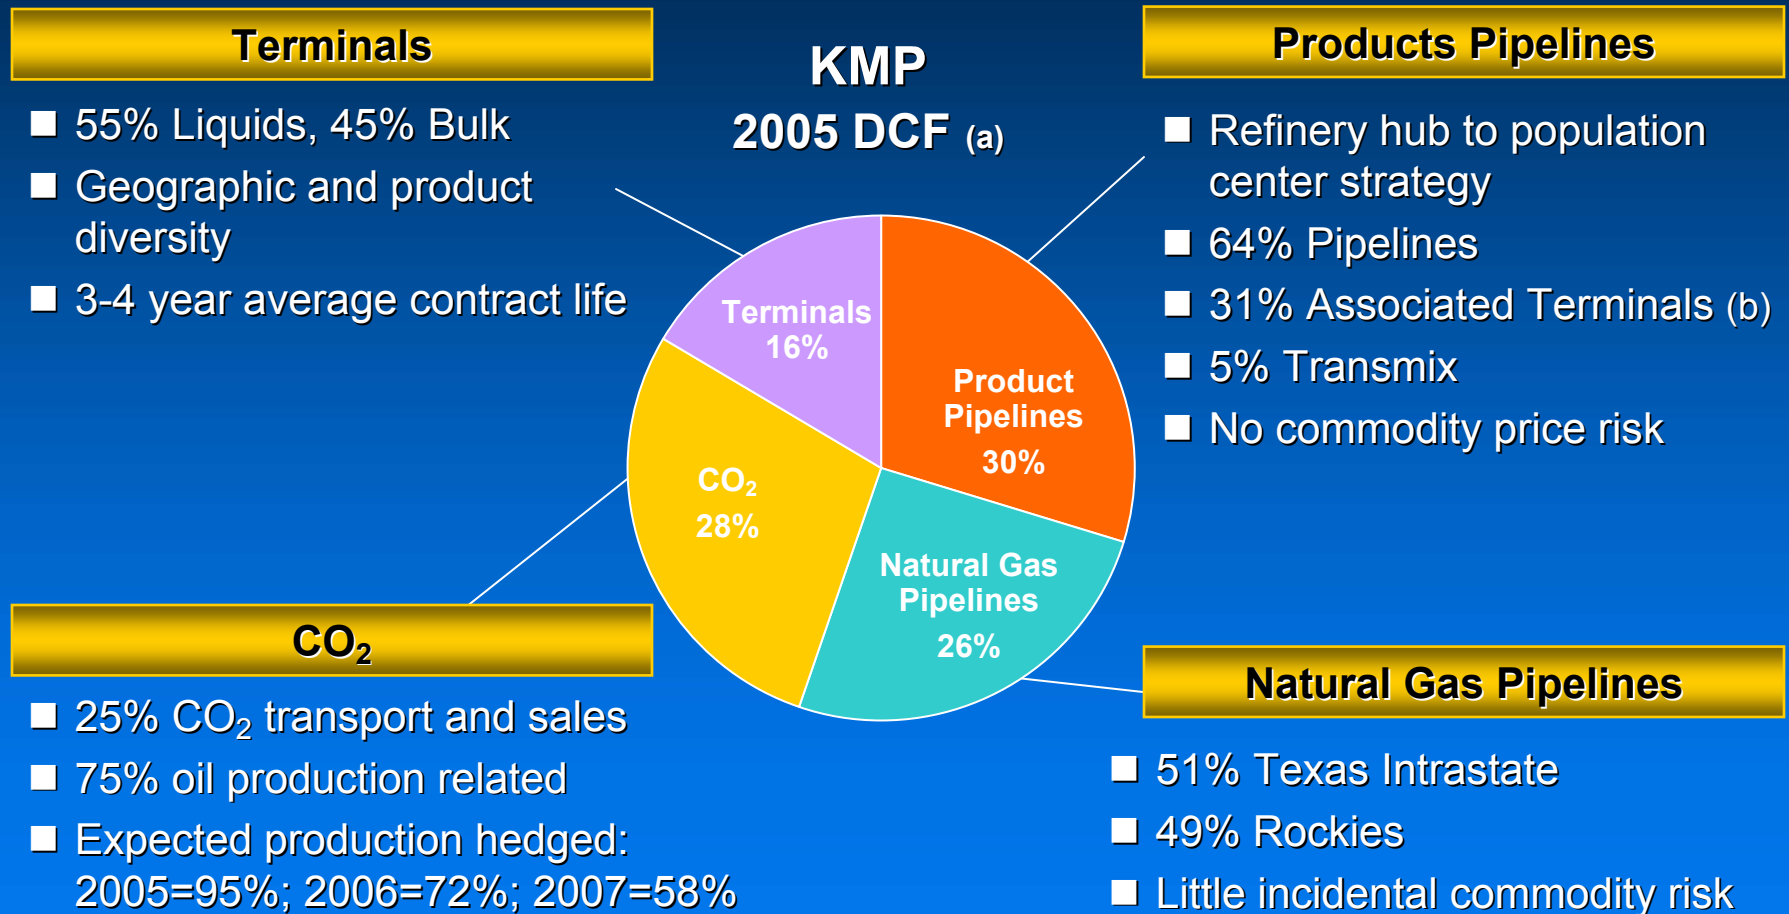 Terminals
■ 55% Liquids, 45% Bulk
■ Geographic and product
diversity
■ 3-4 year average contract life
KMP
2005 DCF (a)
Products Pipelines
■ Refinery hub to population
center strategy
■ 64% Pipelines
■ 31% Associated Terminals (b)
■ 5% Transmix
■ No commodity price risk
Terminals
16%
Product
Pipelines
30%
CO₂
28%
Natural Gas
Pipelines
26%
CO₂
■ 25% CO₂ transport and sales
■ 75% oil production related
■ Expected production hedged:
2005=95%; 2006=72%; 2007=58%
Natural Gas Pipelines
■ 51% Texas Intrastate
■ 49% Rockies
■ Little incidental commodity risk